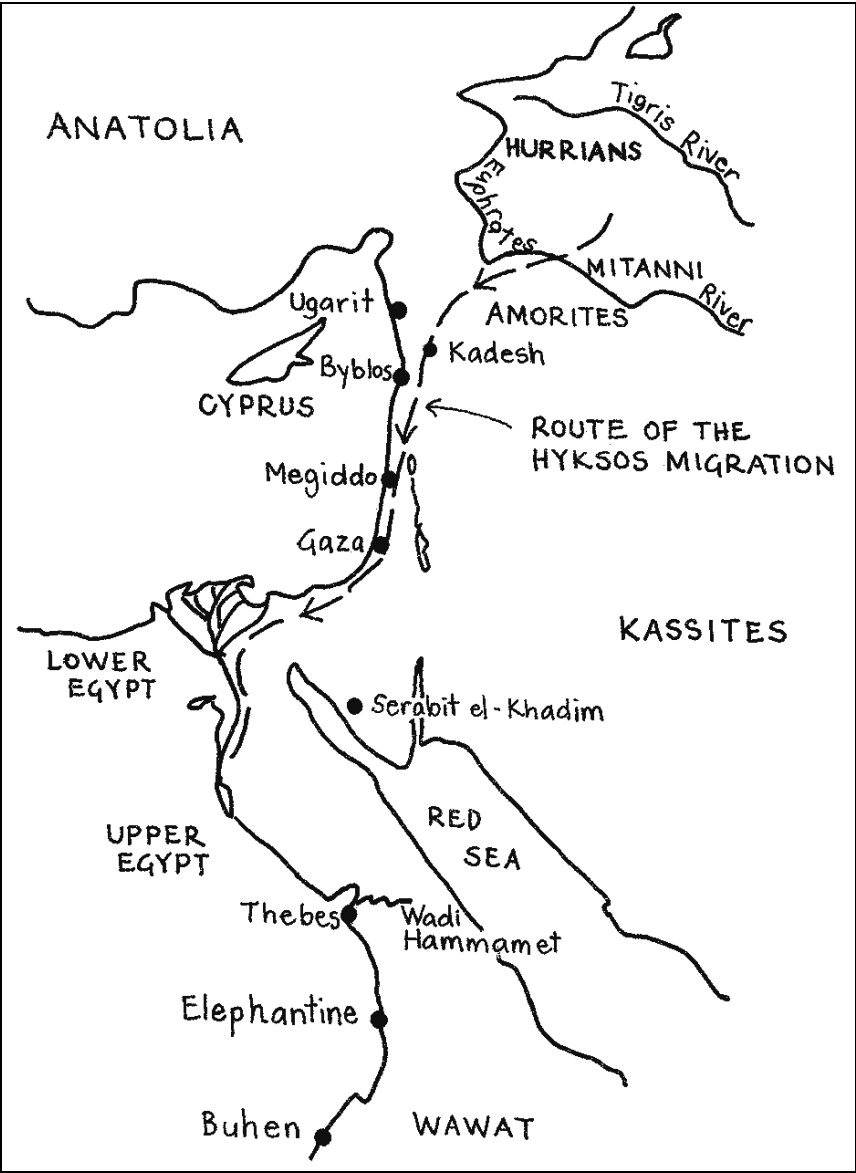 ANATOLIA
Tigris River
HURRIANS
Euphrates
MITANNI
River
Ugarit
AMORITES
Kadesh
Byblos
CYPRUS
ROUTE OF THE
HYKSOS MIGRATION
Megiddo
Gaza
KASSITES
LOWER
EGYPT
Serabit el-Khadim
RED
SEA
UPPER
EGYPT
Thebes
Wadi
Hammamet
Elephantine
Buhen
WAWAT